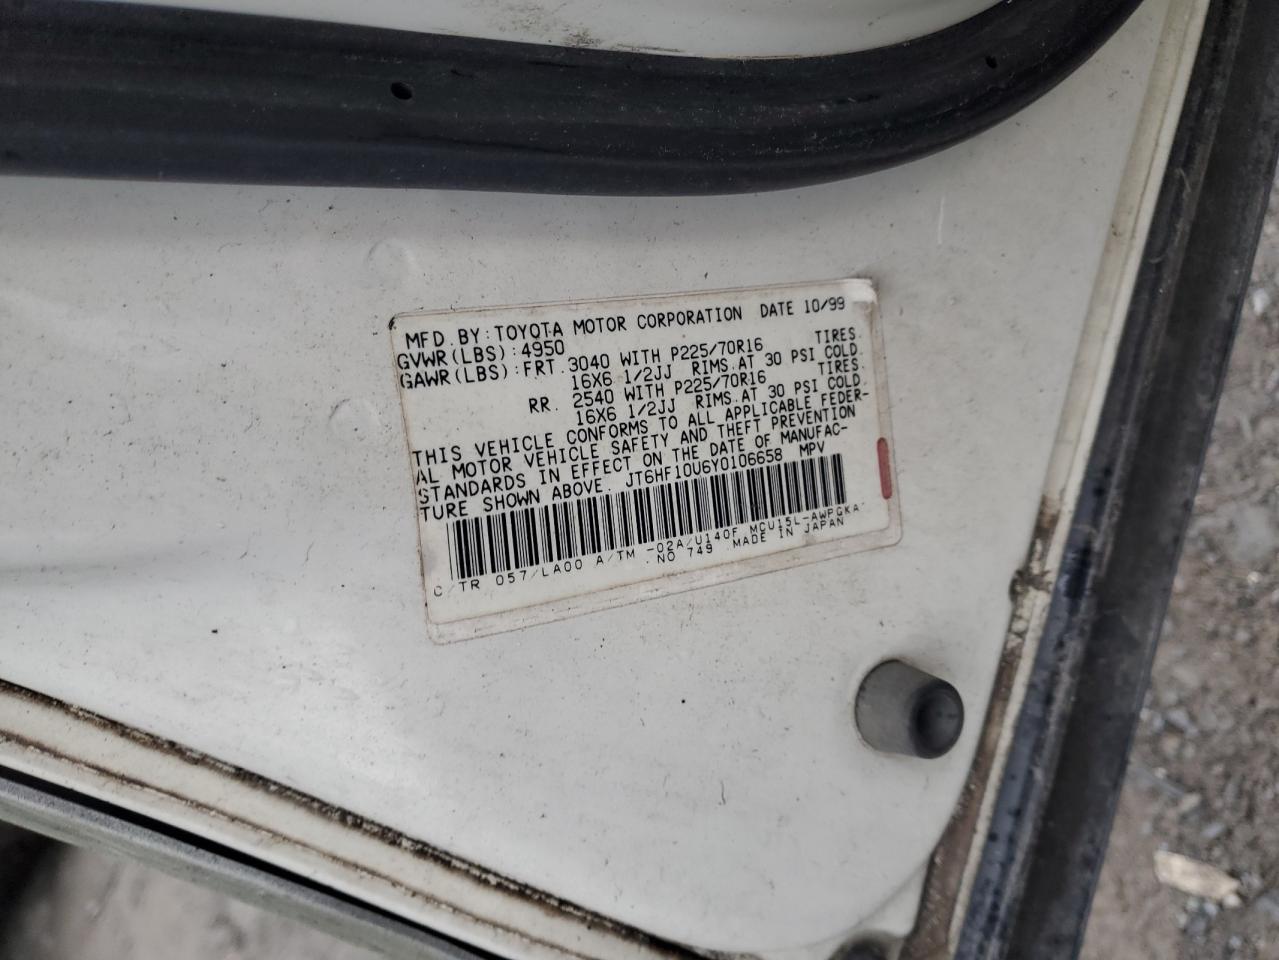 MFD. BY: TOYOTA MOTOR CORPORATION DATE 10/99
GVWR(LBS): 4950
GAWR(LBS): FRT. 3040 WITH P225/70R16 TIRES.
16X6 1/2JJ RIMS. AT 30 PSI COLD.
RR. 2540 WITH P225/70R16 TIRES.
16X6 1/2JJ RIMS. AT 30 PSI COLD.
THIS VEHICLE CONFORMS TO ALL APPLICABLE FEDER-
AL MOTOR VEHICLE SAFETY AND THEFT PREVENTION
STANDARDS IN EFFECT ON THE DATE OF MANUFAC-
TURE SHOWN ABOVE. JT6HF10U6Y0106658 MPV
C/TR 057/LA00 A/TM -02A/U140F MCU15L-AWPGKA
NO 749 MADE IN JAPAN